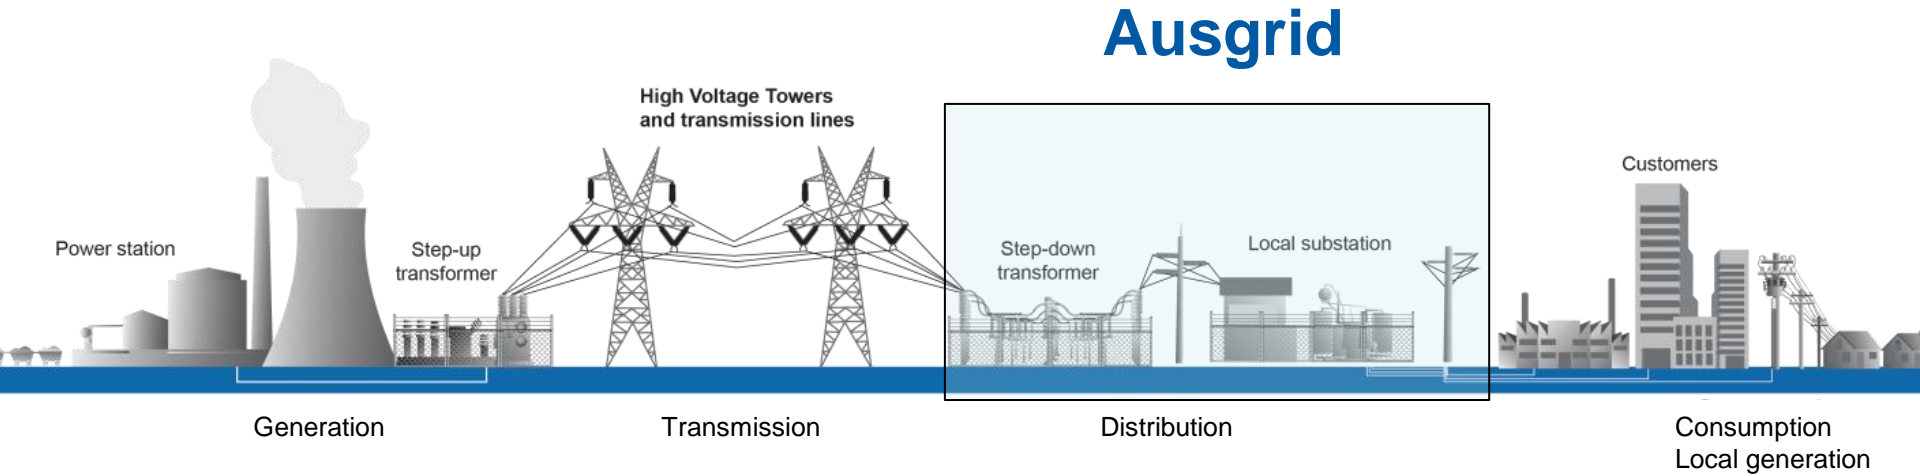 Ausgrid
High Voltage Towers
and transmission lines
Customers
Power station
Step-up
transformer
Step-down
transformer
Local substation
Generation
Transmission
Distribution
Consumption
Local generation